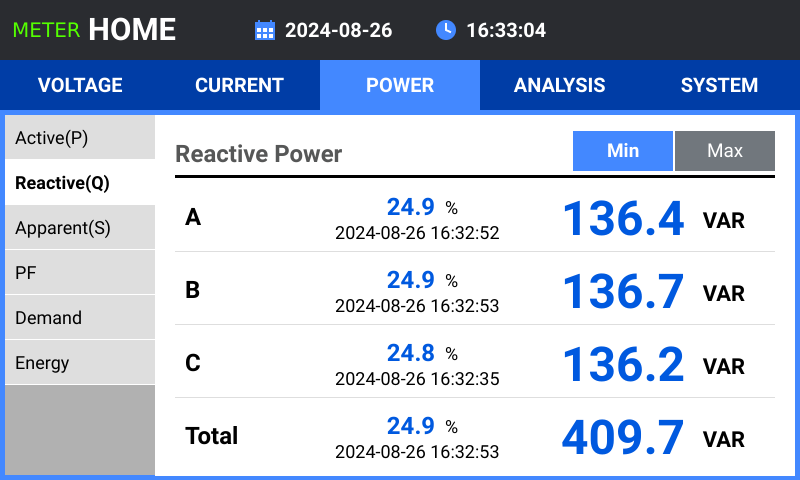 METER HOME 2024-08-26 16:33:04
VOLTAGE CURRENT POWER ANALYSIS SYSTEM
Active(P)
Reactive(Q)
Apparent(S)
PF
Demand
Energy
Reactive Power Min Max
A 24.9 % 136.4 VAR
2024-08-26 16:32:52
B 24.9 % 136.7 VAR
2024-08-26 16:32:53
C 24.8 % 136.2 VAR
2024-08-26 16:32:35
Total 24.9 % 409.7 VAR
2024-08-26 16:32:53